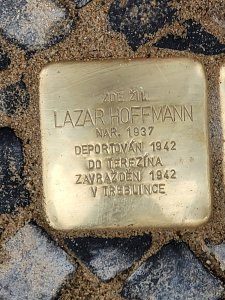 ZDE ŽIL
LAZAR HOFFMANN
NAR. 1937
DEPORTOVÁN 1942
DO TEREZÍNA
ZAVRAŽDĚN 1942
V TREBLINCE